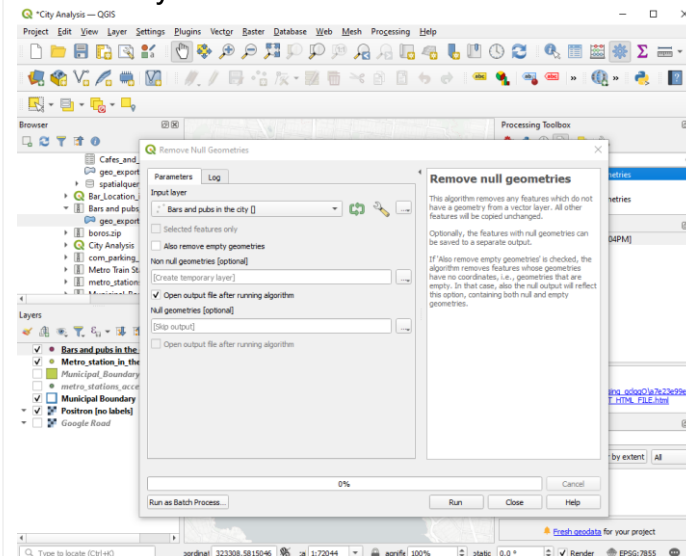 *City Analysis — QGIS
Project Edit View Layer Settings Plugins Vector Raster Database Web Mesh Processing Help
Browser
Processing Toolbox
Cafes_and_
geo_export
spatialquer
Bar_Location_
Bars and pubs
geo_export
boros.zip
City Analysis
com_parking_
Metro Train St
metro_station
Layers
Bars and pubs in the
Metro_station_in_the
Municipal_Boundary
metro_stations_acce
Municipal Boundary
Positron [no labels]
Google Road
Remove Null Geometries
Parameters Log
Input layer
Bars and pubs in the city []
Selected features only
Also remove empty geometries
Non null geometries [optional]
[Create temporary layer]
Open output file after running algorithm
Null geometries [optional]
[Skip output]
Open output file after running algorithm
Remove null geometries
This algorithm removes any features which do not
have a geometry from a vector layer. All other
features will be copied unchanged.
Optionally, the features with null geometries can
be saved to a separate output.
If 'Also remove empty geometries' is checked, the
algorithm removes features whose geometries
have no coordinates, i.e., geometries that are
empty. In that case, also the null output will reflect
this option, containing both null and empty
geometries.
0% Cancel
Run as Batch Process... Run Close Help
etries
metries
04PM]
T_HTML_FILE.html
by extent All
Fresh geodata for your project
Type to locate (Ctrl+K) 323308,5815046 1:72044 100% 0.0 ° Render EPSG:7855